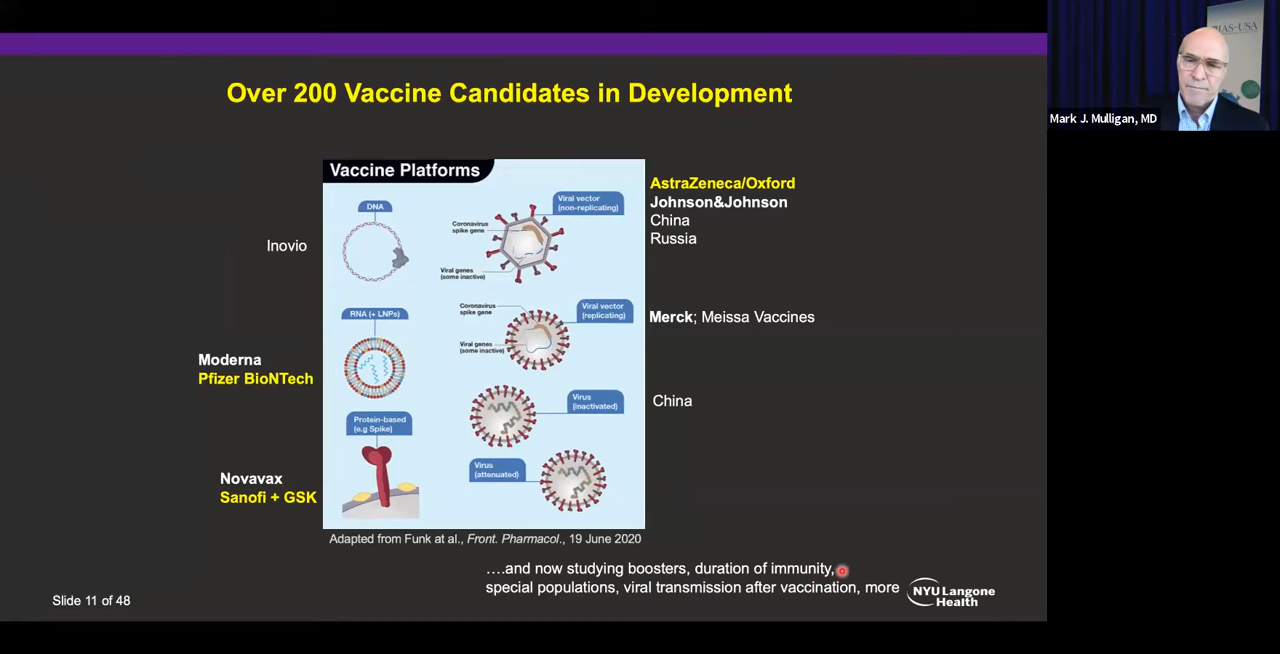 Over 200 Vaccine Candidates in Development
Mark J. Mulligan, MD
IAS-USA
Vaccine Platforms
DNA
Inovio
Viral vector
(non-replicating)
Coronavirus
spike gene
Viral genes
(some inactive)
AstraZeneca/Oxford
Johnson&Johnson
China
Russia
RNA (+ LNPs)
Moderna
Pfizer BioNTech
Viral vector
(replicating)
Coronavirus
spike gene
Viral genes
(some inactive)
Merck; Meissa Vaccines
Protein-based
(e.g Spike)
Novavax
Sanofi + GSK
Virus
(inactivated)
China
Virus
(attenuated)
Adapted from Funk at al., Front. Pharmacol., 19 June 2020
….and now studying boosters, duration of immunity,
special populations, viral transmission after vaccination, more
Slide 11 of 48
NYU Langone
Health